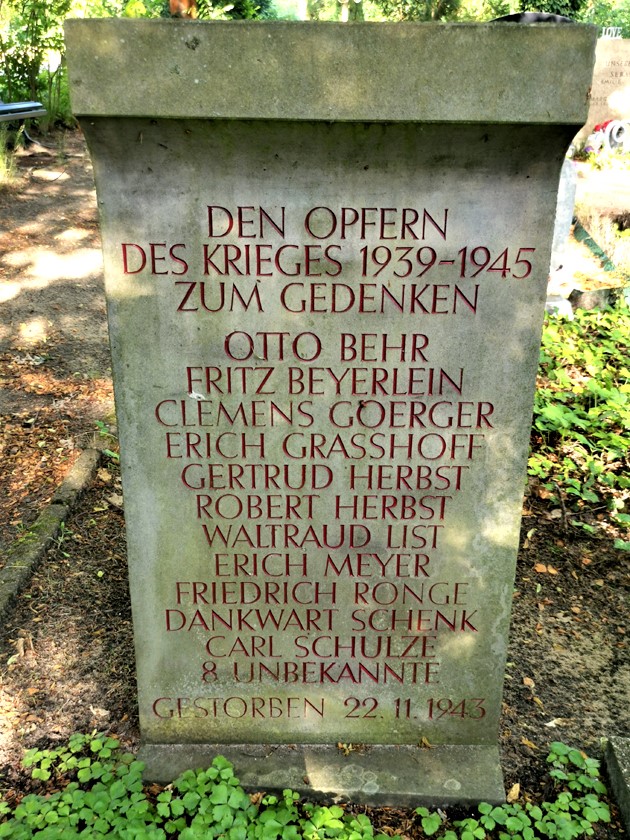 DEN OPFERN
DES KRIEGES 1939-1945
ZUM GEDENKEN
OTTO BEHR
FRITZ BEYERLEIN
CLEMENS GOERGER
ERICH GRASSHOFF
GERTRUD HERBST
ROBERT HERBST
WALTRAUD LIST
ERICH MEYER
FRIEDRICH RONGE
DANKWART SCHENK
CARL SCHULZE
8 UNBEKANNTE
GESTORBEN 22. 11. 1943